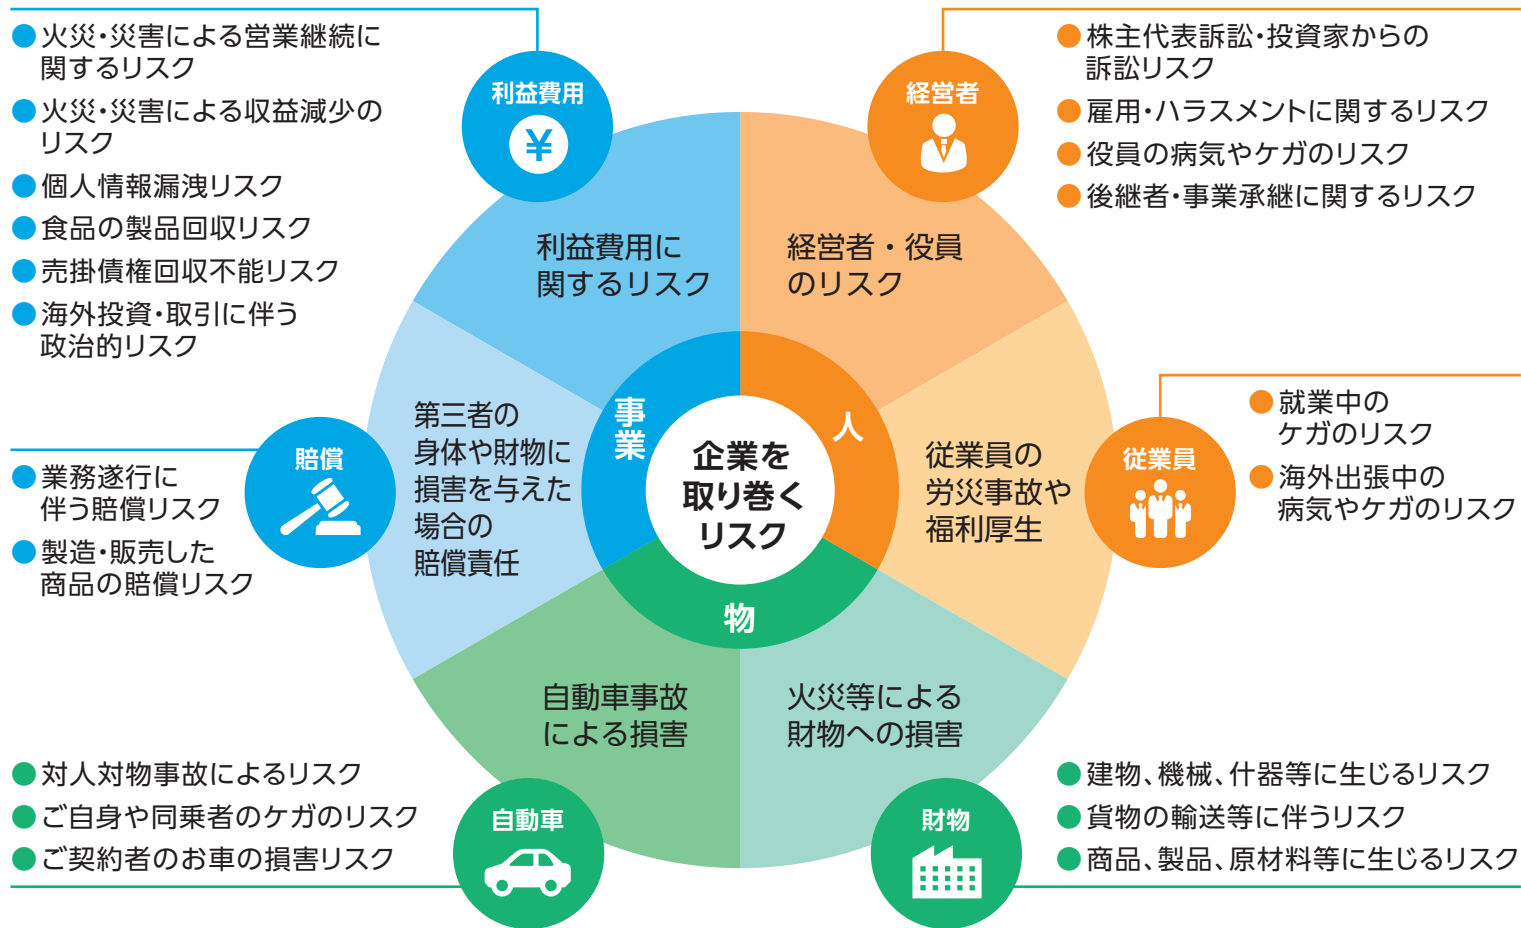 ● 火災・災害による営業継続に
関するリスク
● 火災・災害による収益減少の
リスク
● 個人情報漏洩リスク
● 食品の製品回収リスク
● 売掛債権回収不能リスク
● 海外投資・取引に伴う
政治的リスク
利益費用
¥
経営者
● 株主代表訴訟・投資家からの
訴訟リスク
● 雇用・ハラスメントに関するリスク
● 役員の病気やケガのリスク
● 後継者・事業承継に関するリスク
利益費用に
関するリスク
経営者・役員
のリスク
● 業務遂行に
伴う賠償リスク
● 製造・販売した
商品の賠償リスク
賠償
第三者の
身体や財物に
損害を与えた
場合の
賠償責任
事業
人
物
企業を
取り巻く
リスク
従業員の
労災事故や
福利厚生
従業員
● 就業中の
ケガのリスク
● 海外出張中の
病気やケガのリスク
自動車事故
による損害
火災等による
財物への損害
● 対人対物事故によるリスク
● ご自身や同乗者のケガのリスク
● ご契約者のお車の損害リスク
自動車
財物
● 建物、機械、什器等に生じるリスク
● 貨物の輸送等に伴うリスク
● 商品、製品、原材料等に生じるリスク